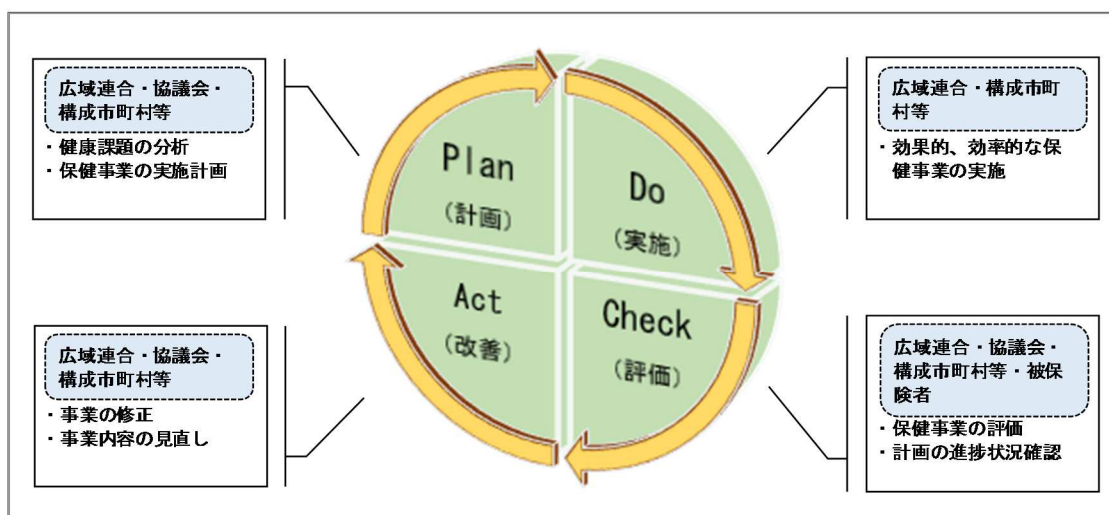 広域連合・協議会・
構成市町村等
・健康課題の分析
・保健事業の実施計画
Plan
(計画)
広域連合・構成市町
村等
・効果的、効率的な保
健事業の実施
Do
(実施)
広域連合・協議会・
構成市町村等
・事業の修正
・事業内容の見直し
Act
(改善)
Check
(評価)
広域連合・協議会・
構成市町村等・被保
険者
・保健事業の評価
・計画の進捗状況確認